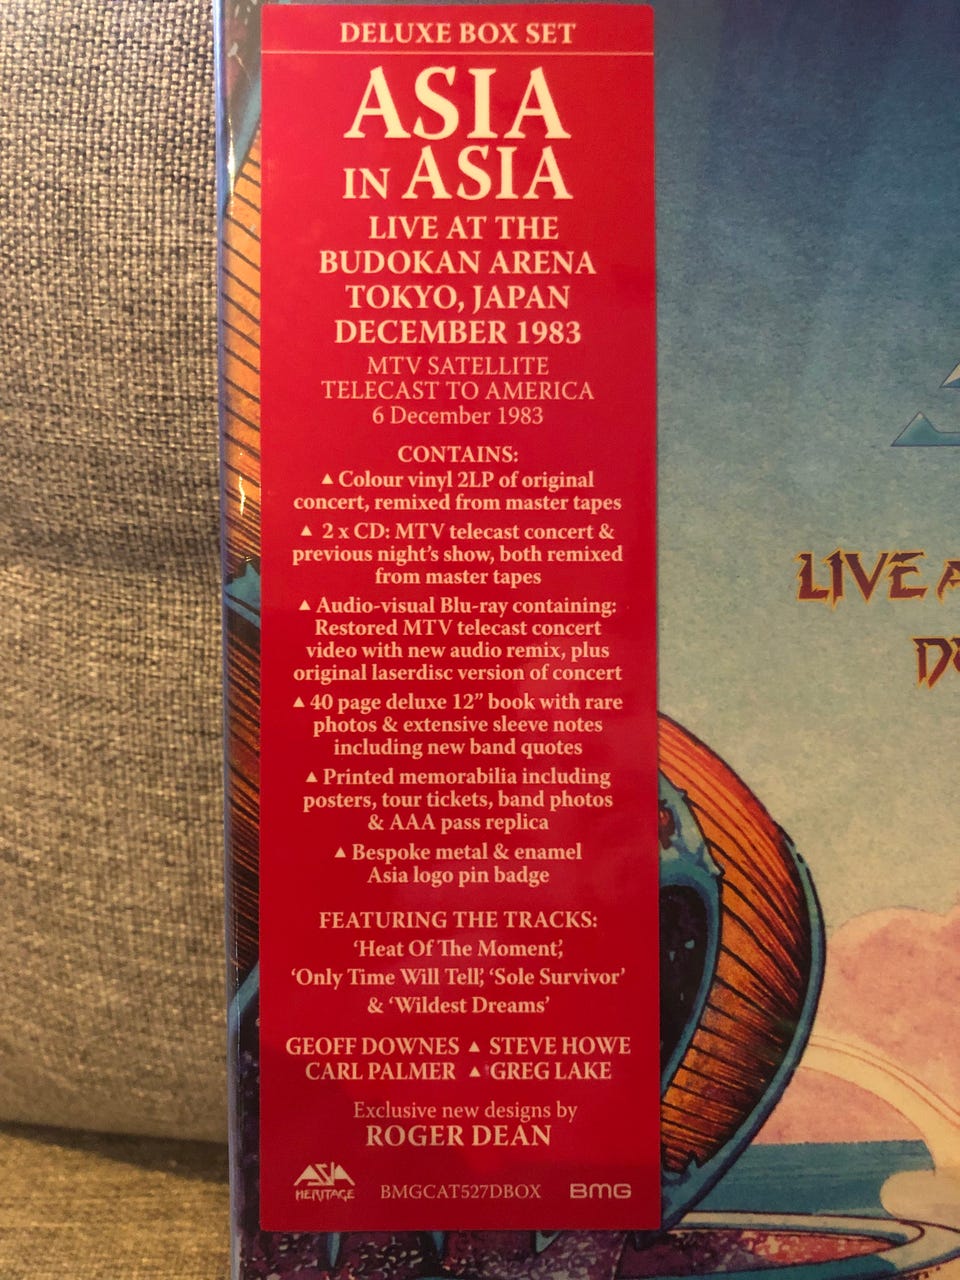 DELUXE BOX SET
ASIA
IN ASIA
LIVE AT THE
BUDOKAN ARENA
TOKYO, JAPAN
DECEMBER 1983
MTV SATELLITE
TELECAST TO AMERICA
6 December 1983
CONTAINS:
▲ Colour vinyl 2LP of original
concert, remixed from master tapes
▲ 2 x CD: MTV telecast concert &
previous night's show, both remixed
from master tapes
▲ Audio-visual Blu-ray containing:
Restored MTV telecast concert
video with new audio remix, plus
original laserdisc version of concert
▲ 40 page deluxe 12” book with rare
photos & extensive sleeve notes
including new band quotes
▲ Printed memorabilia including
posters, tour tickets, band photos
& AAA pass replica
▲ Bespoke metal & enamel
Asia logo pin badge
FEATURING THE TRACKS:
‘Heat Of The Moment’,
‘Only Time Will Tell’, ‘Sole Survivor’
& ‘Wildest Dreams’
GEOFF DOWNES ▲ STEVE HOWE
CARL PALMER ▲ GREG LAKE
Exclusive new designs by
ROGER DEAN
ASIA
HERITAGE
BMGCAT527DBOX
BMG
LIVE